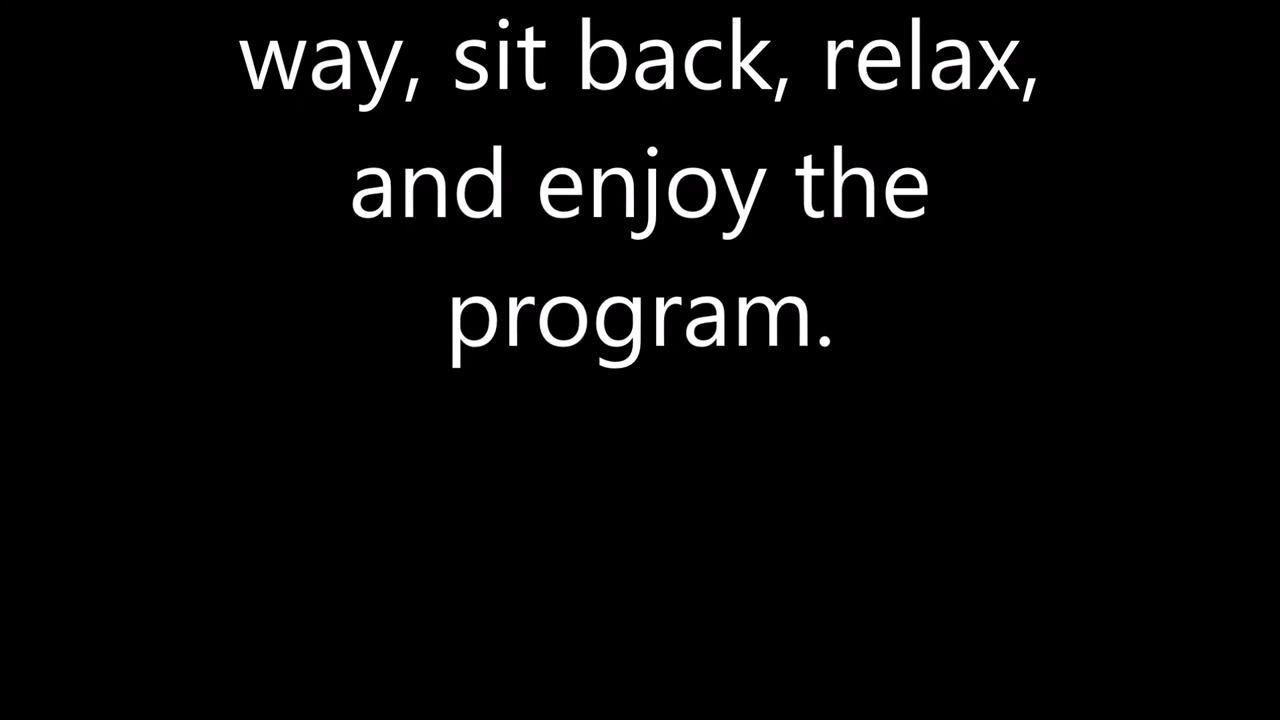 way, sit back, relax,
and enjoy the
program.